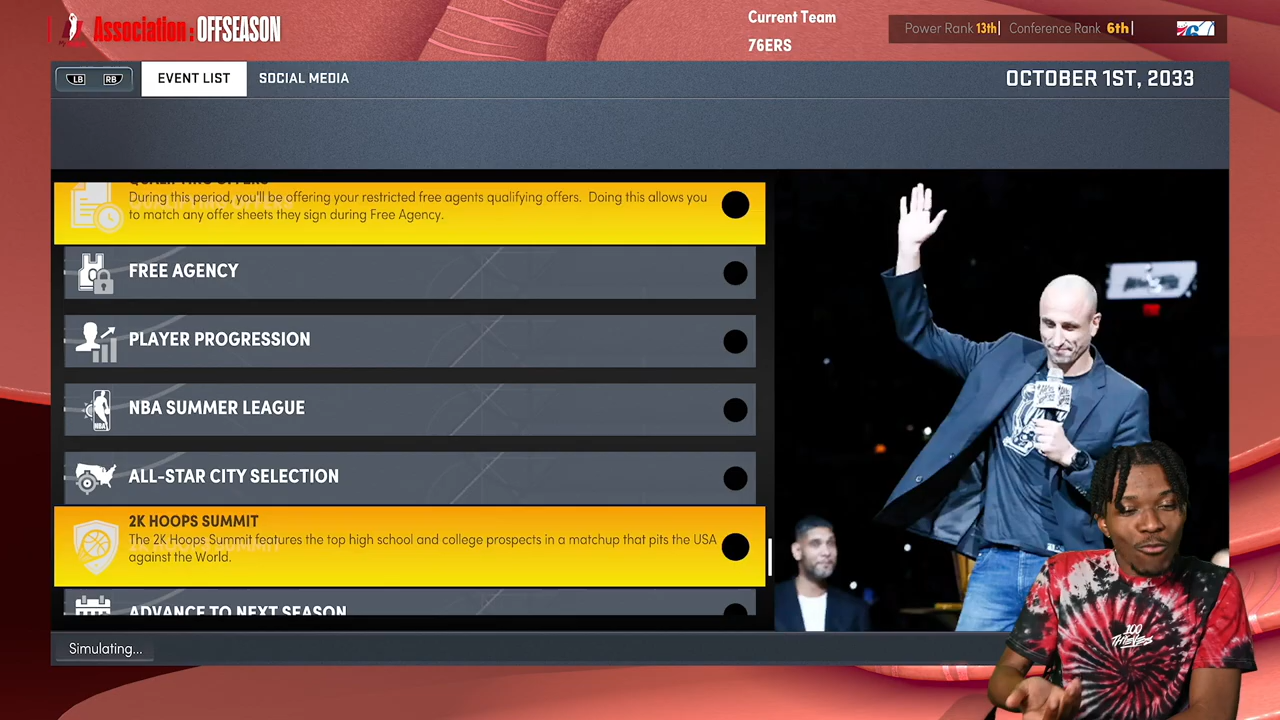 Association: OFFSEASON
Current Team
76ERS
Power Rank 13th| Conference Rank 6th|
LB RB
EVENT LIST
SOCIAL MEDIA
OCTOBER 1ST, 2033
QUALIFYING OFFERS
During this period, you'll be offering your restricted free agents qualifying offers. Doing this allows you
to match any offer sheets they sign during Free Agency.
FREE AGENCY
PLAYER PROGRESSION
NBA SUMMER LEAGUE
ALL-STAR CITY SELECTION
2K HOOPS SUMMIT
The 2K Hoops Summit features the top high school and college prospects in a matchup that pits the USA
against the World.
ADVANCE TO NEXT SEASON
Simulating...
100
THIEVES